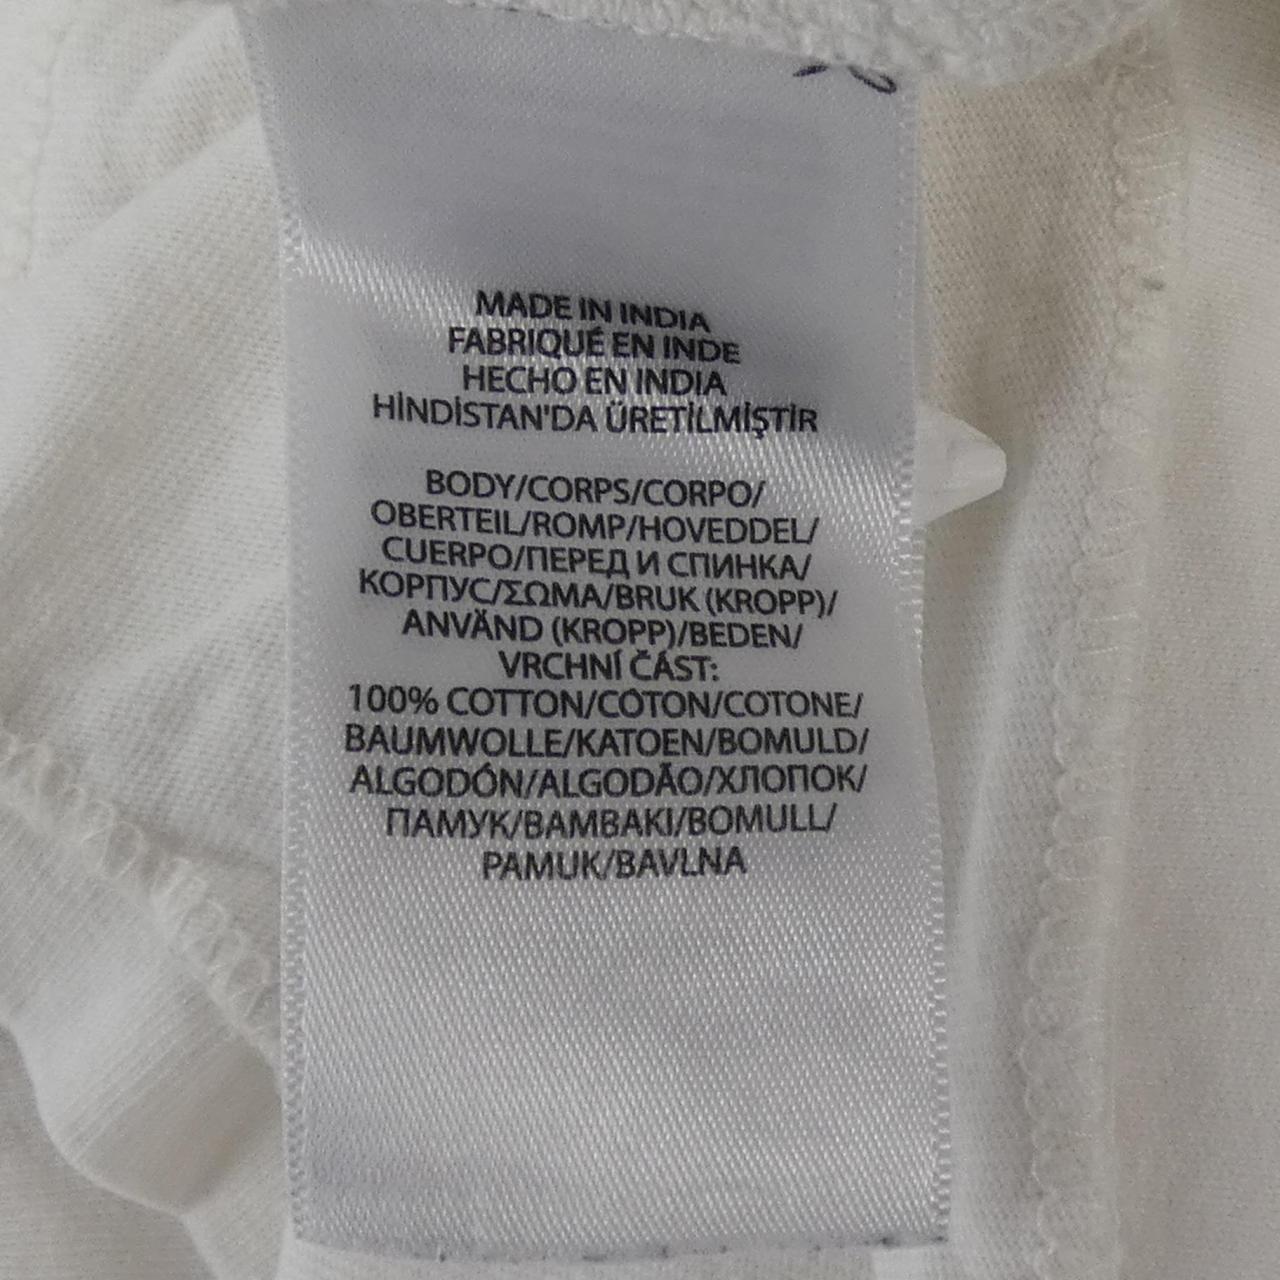 MADE IN INDIA
FABRIQUÉ EN INDE
HECHO EN INDIA
HİNDİSTAN'DA ÜRETİLMİŞTİR
BODY/CORPS/CORPO/
OBERTEIL/ROMP/HOVEDDEL/
CUERPO/ПЕРЕД И СПИНКА/
КОРПУС/ΣΩΜΑ/BRUK (KROPP)/
ANVÄND (KROPP)/BEDEN/
VRCHNÍ ČÁST:
100% COTTON/COTON/COTONE/
BAUMWOLLE/KATOEN/BOMULD/
ALGODÓN/ALGODÃO/ХЛОПОК/
ПАМУК/ΒΑΜΒΑΚΙ/BOMULL/
PAMUK/BAVLNA